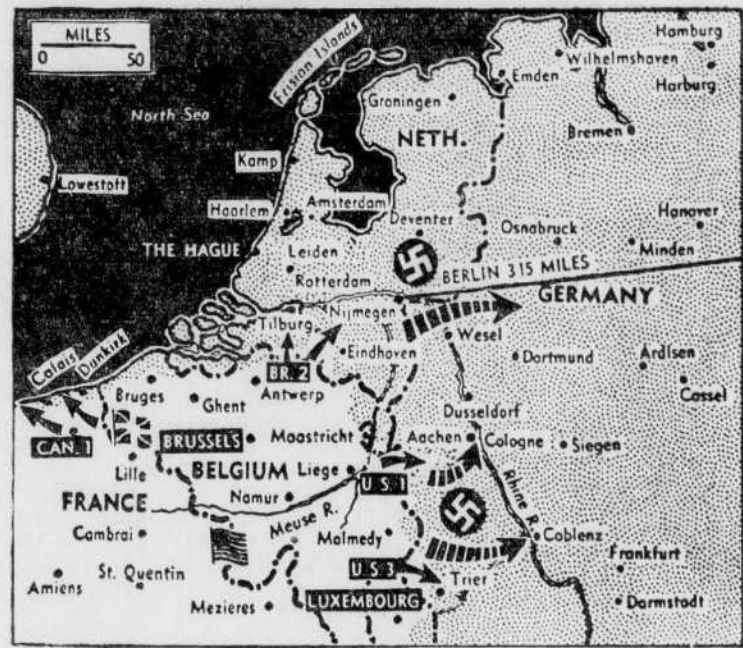 MILES
0 50
Frisian Islands
North Sea
Hamburg
Wilhelmshaven
Emden
Harburg
Groningen
Bremen
NETH.
Kamp
Lowestoft
Haarlem
Amsterdam
Deventer
Osnabruck
Hanover
Minden
THE HAGUE
Leiden
BERLIN 315 MILES
Rotterdam
GERMANY
Nijmegen
Tilburg
Wesel
Eindhoven
Dortmund
Ardlsen
Calais
Dunkirk
BR. 2
Bruges
Antwerp
Cassel
Ghent
Dusseldorf
CAN. 1
BRUSSELS
Maastricht
Aachen
Cologne
Siegen
Lille
BELGIUM
Liege
U.S. 1
Rhine R.
FRANCE
Namur
Meuse R.
Cambrai
Malmedy
Coblenz
Frankfurt
Amiens
St. Quentin
U.S. 3
Trier
Mezieres
LUXEMBOURG
Darmstadt